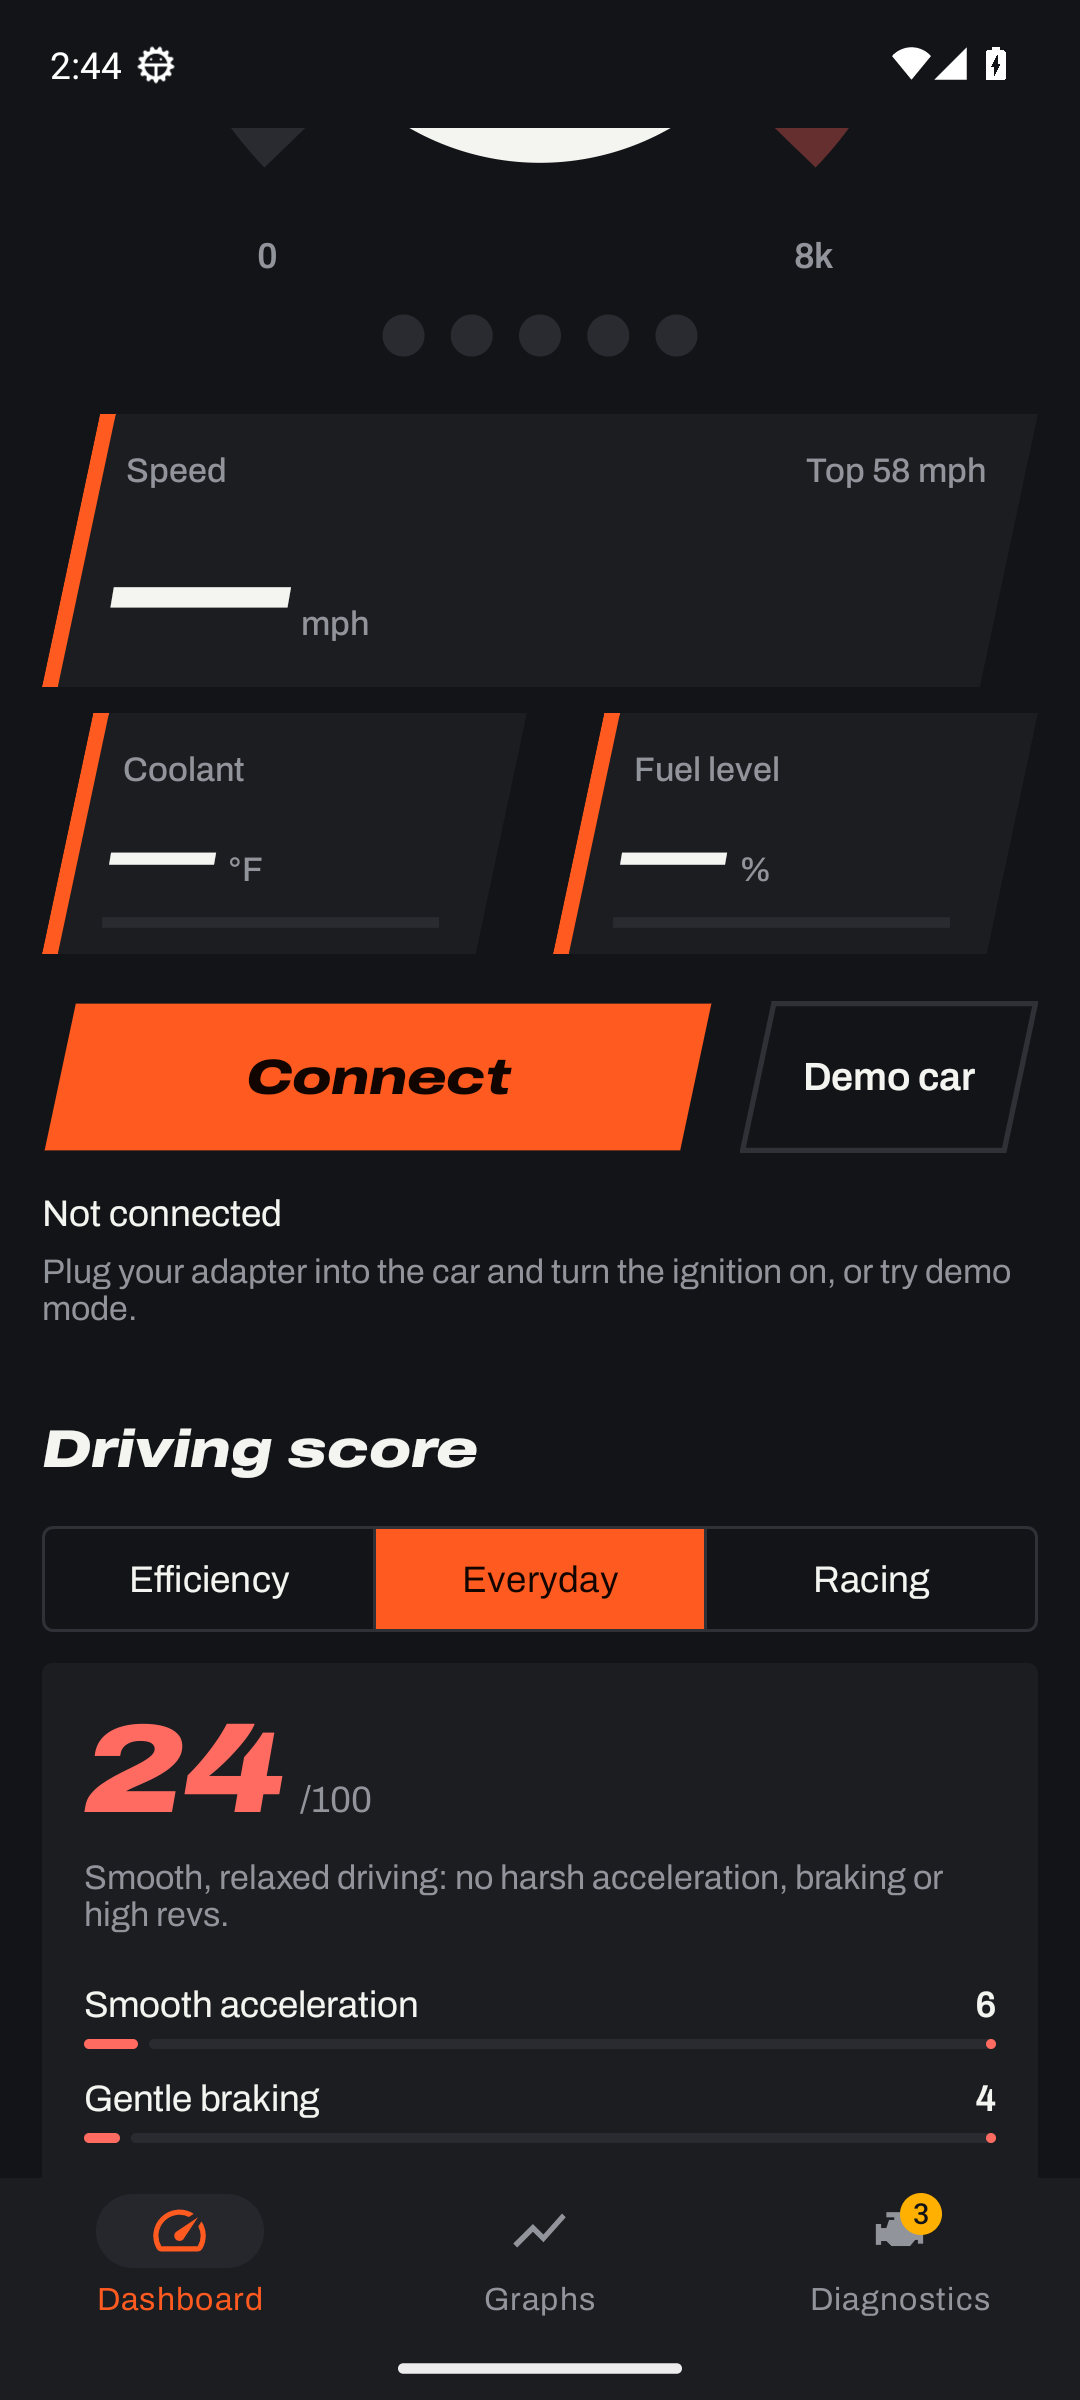 2:44
0
8k
Speed
Top 58 mph
mph
Coolant
Fuel level
°F
%
Connect
Demo car
Not connected
Plug your adapter into the car and turn the ignition on, or try demo
mode.
Driving score
Efficiency
Everyday
Racing
24 /100
Smooth, relaxed driving: no harsh acceleration, braking or
high revs.
Smooth acceleration
6
Gentle braking
4
3
Dashboard
Graphs
Diagnostics